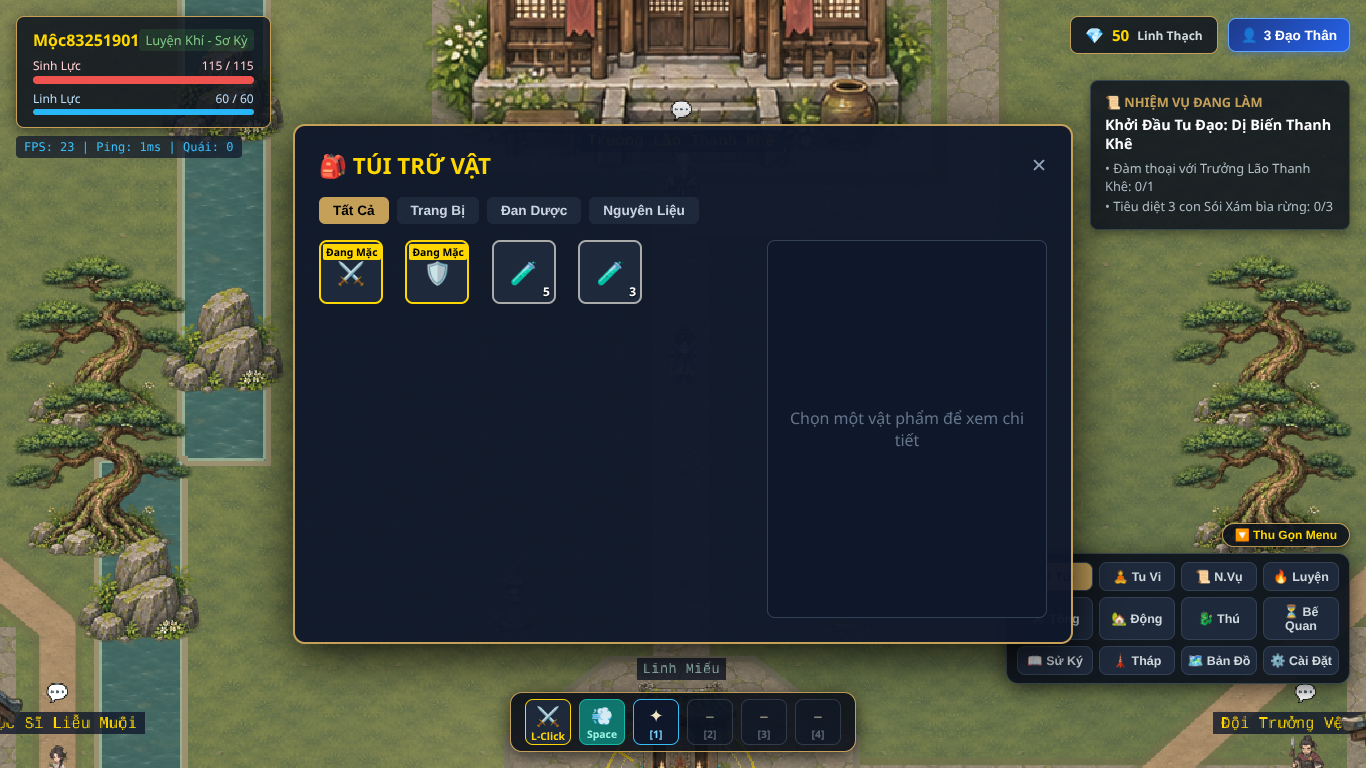 Mộc83251901 Luyện Khí - Sơ Kỳ
Sinh Lực 115 / 115
Linh Lực 60 / 60
FPS: 23 | Ping: 1ms | Quái: 0
50 Linh Thạch
3 Đạo Thân
NHIỆM VỤ ĐANG LÀM
Khởi Đầu Tu Đạo: Dị Biến Thanh
Khê
• Đàm thoại với Trưởng Lão Thanh
Khê: 0/1
• Tiêu diệt 3 con Sói Xám bìa rừng: 0/3
TÚI TRỮ VẬT
✕
Tất Cả Trang Bị Đan Dược Nguyên Liệu
Đang Mặc Đang Mặc
5 3
Chọn một vật phẩm để xem chi
tiết
Thu Gọn Menu
Tu Vi N.Vụ Luyện
Động Thú Bế
Quan
Sử Ký Tháp Bản Đồ Cài Đặt
Linh Miếu
Sĩ Liễu Muội
Đội Trưởng Vệ
L-Click Space [1] [2] [3] [4]